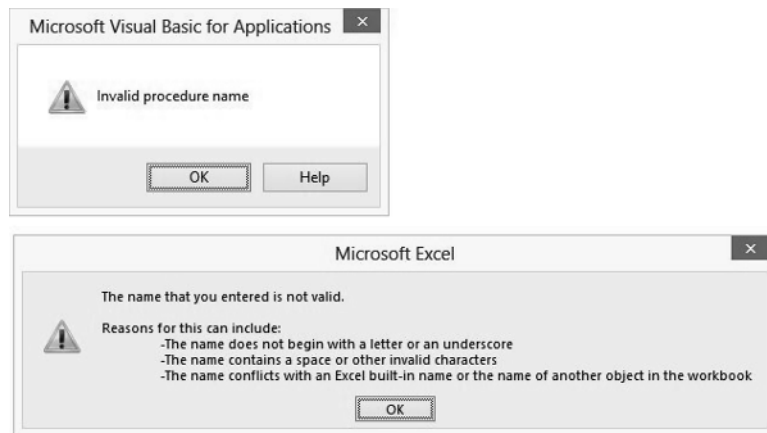 Microsoft Visual Basic for Applications
Invalid procedure name
OK Help
Microsoft Excel
The name that you entered is not valid.
Reasons for this can include:
-The name does not begin with a letter or an underscore
-The name contains a space or other invalid characters
-The name conflicts with an Excel built-in name or the name of another object in the workbook
OK